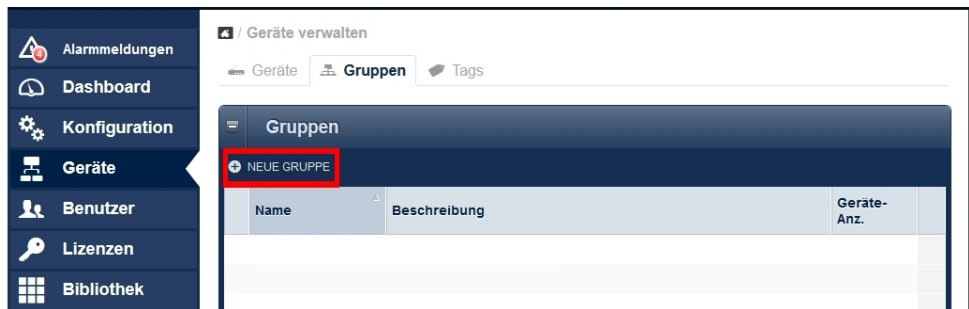 / Geräte verwalten
Geräte Gruppen Tags
4
Alarmmeldungen
Dashboard
Konfiguration
Geräte
Benutzer
Lizenzen
Bibliothek
Gruppen
NEUE GRUPPE
Name Beschreibung Geräte-
Anz.